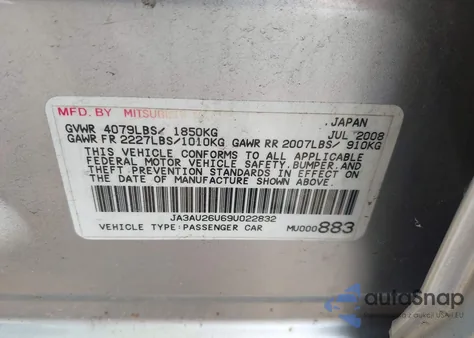 MFD. BY MITSUBISHI
JAPAN
GVWR 4079LBS/ 1850KG JUL 2008
GAWR FR 2227LBS/1010KG GAWR RR 2007LBS/ 910KG
THIS VEHICLE CONFORMS TO ALL APPLICABLE
FEDERAL MOTOR VEHICLE SAFETY, BUMPER, AND
THEFT PREVENTION STANDARDS IN EFFECT ON THE
DATE OF MANUFACTURE SHOWN ABOVE.
JA3AU26U69U022832
VEHICLE TYPE:PASSENGER CAR MU000883
autoSnap